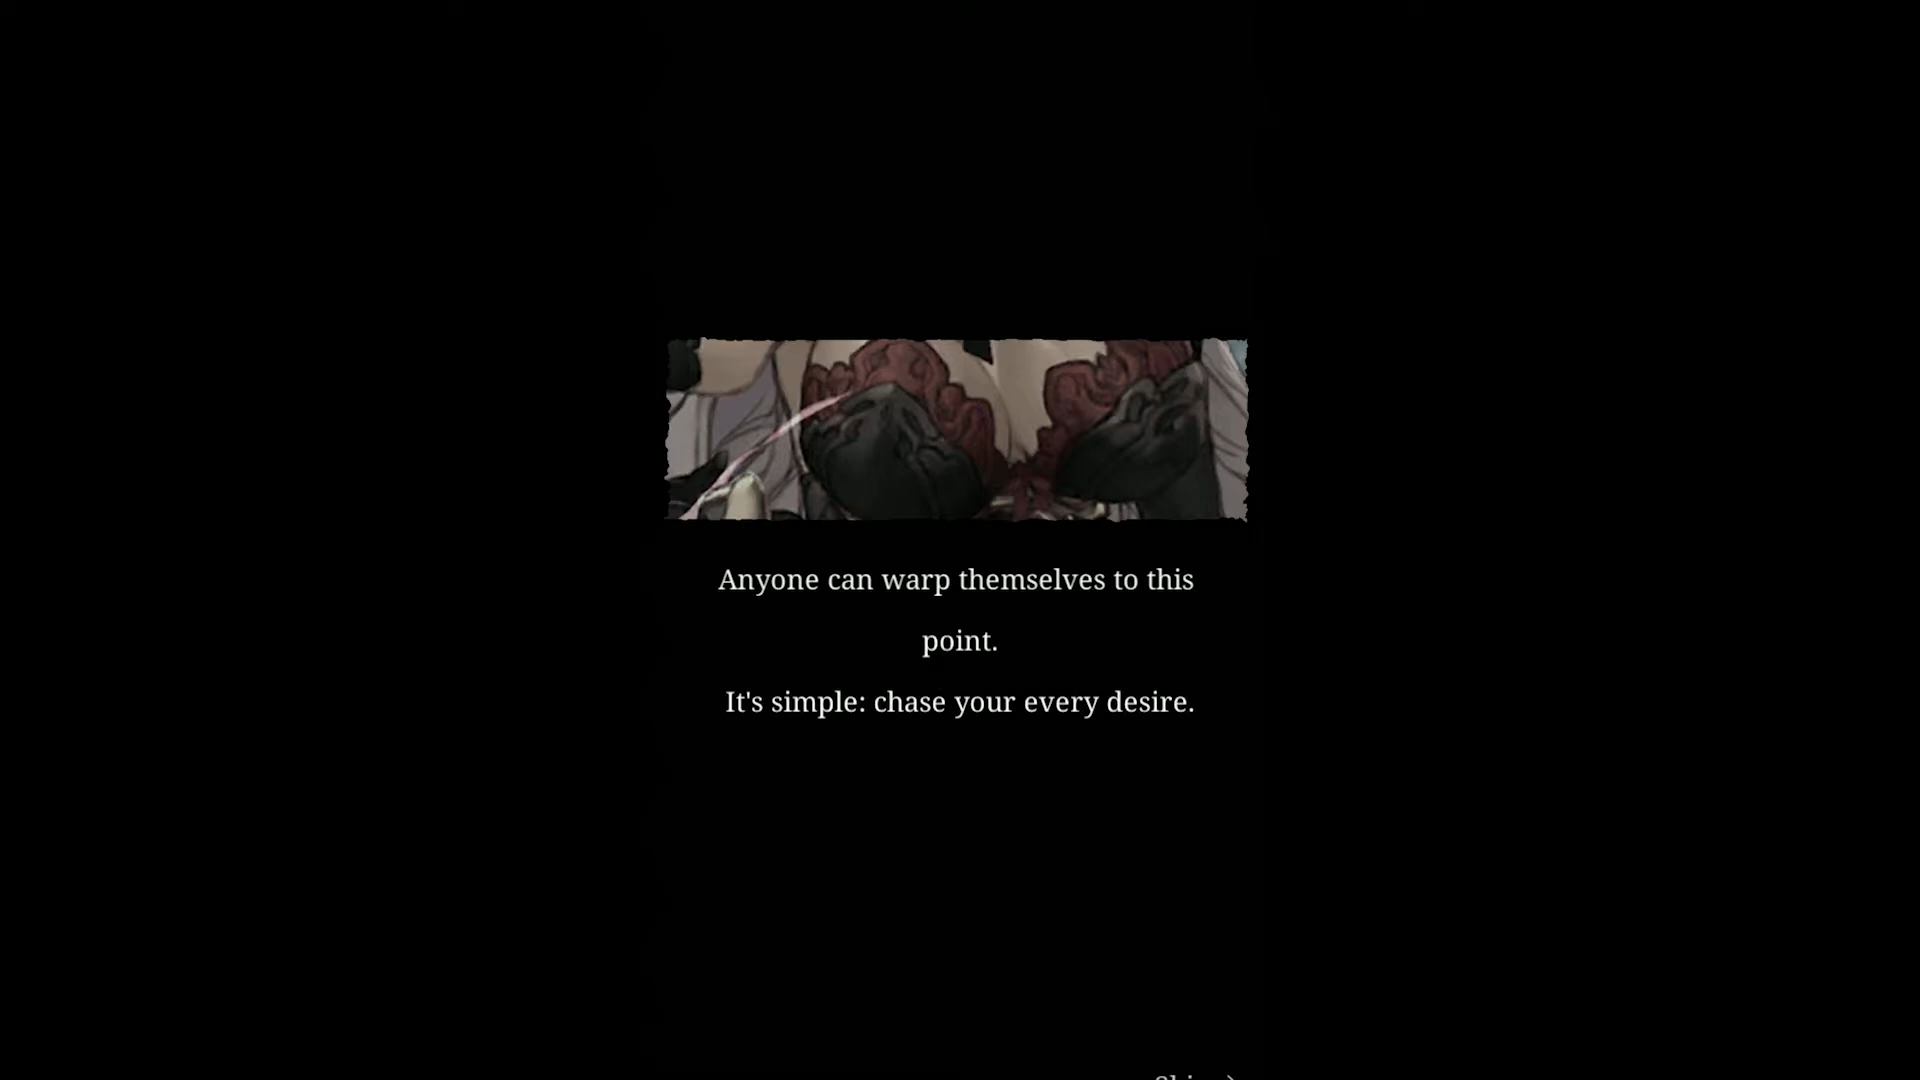 Anyone can warp themselves to this
point.
It's simple: chase your every desire.